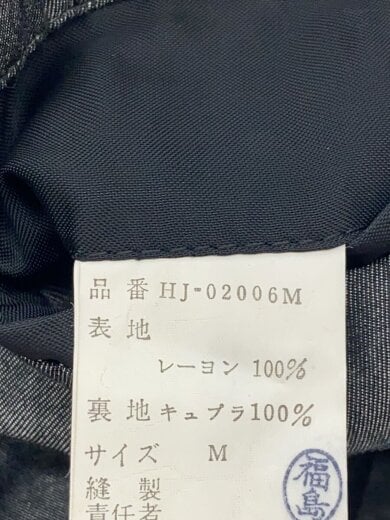 品番 HJ-02006M
表地
レーヨン 100%
裏地 キュプラ100%
サイズ M
縫製
責任者
福島